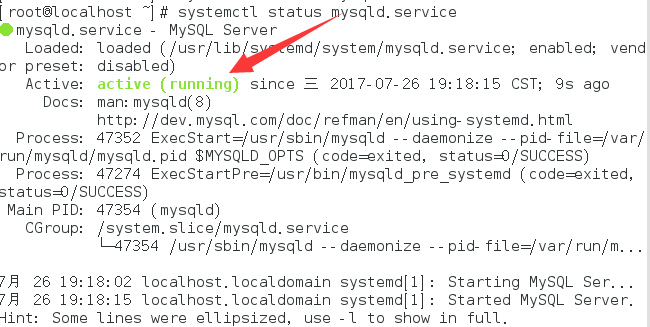 [root@localhost ~]# systemctl status mysqld.service
mysqld.service - MySQL Server
Loaded: loaded (/usr/lib/systemd/system/mysqld.service; enabled; vend
or preset: disabled)
Active: active (running) since 三 2017-07-26 19:18:15 CST; 9s ago
Docs: man:mysqld(8)
http://dev.mysql.com/doc/refman/en/using-systemd.html
Process: 47352 ExecStart=/usr/sbin/mysqld --daemonize --pid-file=/var/
run/mysqld/mysqld.pid $MYSQLD_OPTS (code=exited, status=0/SUCCESS)
Process: 47274 ExecStartPre=/usr/bin/mysqld_pre_systemd (code=exited,
status=0/SUCCESS)
Main PID: 47354 (mysqld)
CGroup: /system.slice/mysqld.service
└─47354 /usr/sbin/mysqld --daemonize --pid-file=/var/run/m...
7月 26 19:18:02 localhost.localdomain systemd[1]: Starting MySQL Ser...
7月 26 19:18:15 localhost.localdomain systemd[1]: Started MySQL Server.
Hint: Some lines were ellipsized, use -l to show in full.